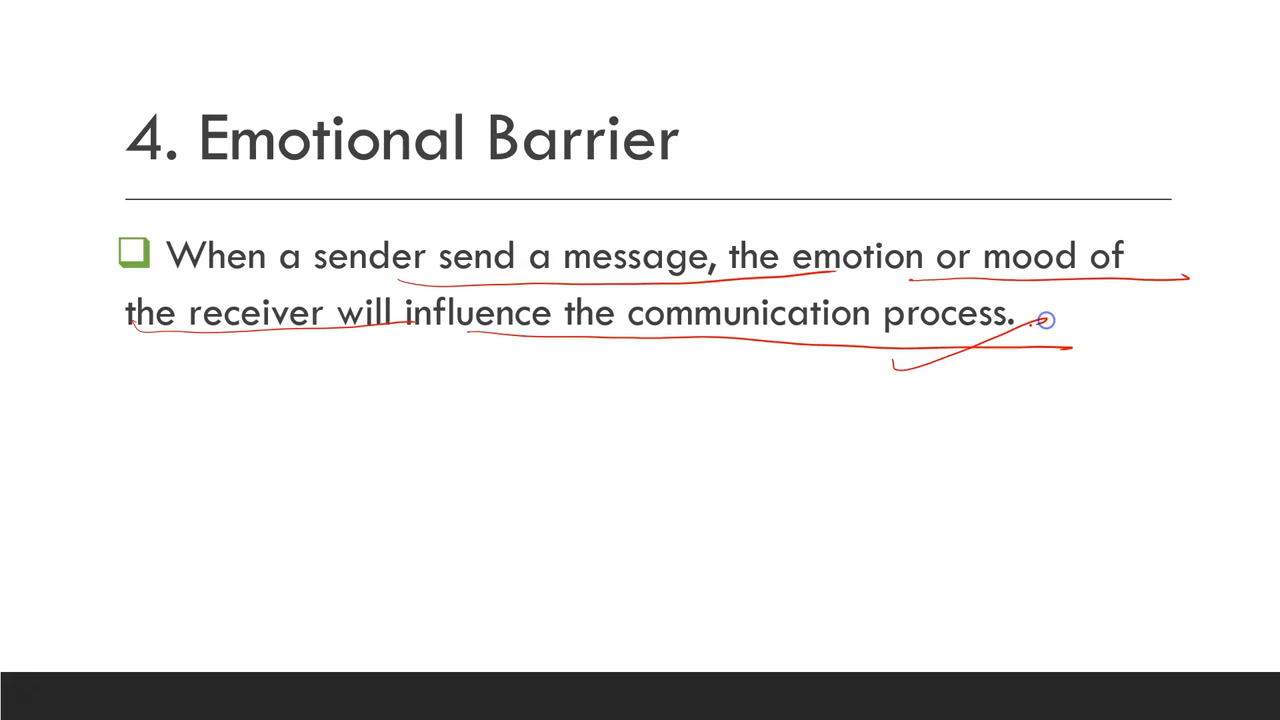 4. Emotional Barrier
When a sender send a message, the emotion or mood of
the receiver will influence the communication process.